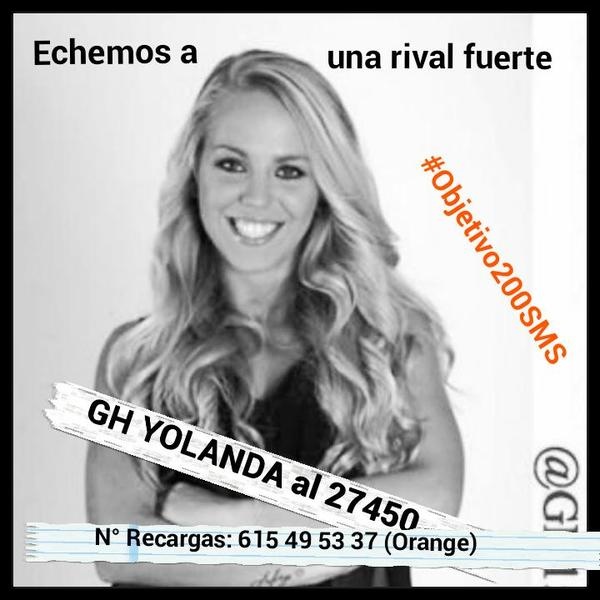 Echemos a una rival fuerte
#Objetivo200SMS
GH YOLANDA al 27450
N° Recargas: 615 49 53 37 (Orange)